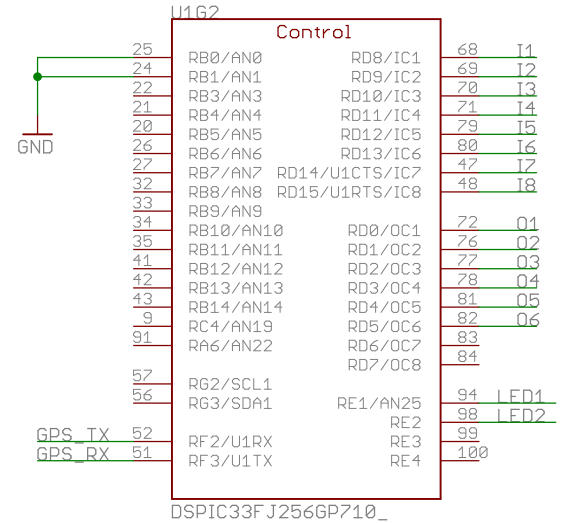 U1G2
Control
25 RB0/AN0 RD8/IC1 68 I1
24 RB1/AN1 RD9/IC2 69 I2
22 RB3/AN3 RD10/IC3 70 I3
21 RB4/AN4 RD11/IC4 71 I4
20 RB5/AN5 RD12/IC5 79 I5
GND
26 RB6/AN6 RD13/IC6 80 I6
27 RB7/AN7 RD14/U1CTS/IC7 47 I7
32 RB8/AN8 RD15/U1RTS/IC8 48 I8
33 RB9/AN9
34 RB10/AN10 RD0/OC1 72 O1
35 RB11/AN11 RD1/OC2 76 O2
41 RB12/AN12 RD2/OC3 77 O3
42 RB13/AN13 RD3/OC4 78 O4
43 RB14/AN14 RD4/OC5 81 O5
9 RC4/AN19 RD5/OC6 82 O6
91 RA6/AN22 RD6/OC7 83
RD7/OC8 84
57 RG2/SCL1
56 RG3/SDA1 RE1/AN25 94 LED1
RE2 98 LED2
GPS_TX 52 RF2/U1RX RE3 99
GPS_RX 51 RF3/U1TX RE4 100
DSPIC33FJ256GP710_